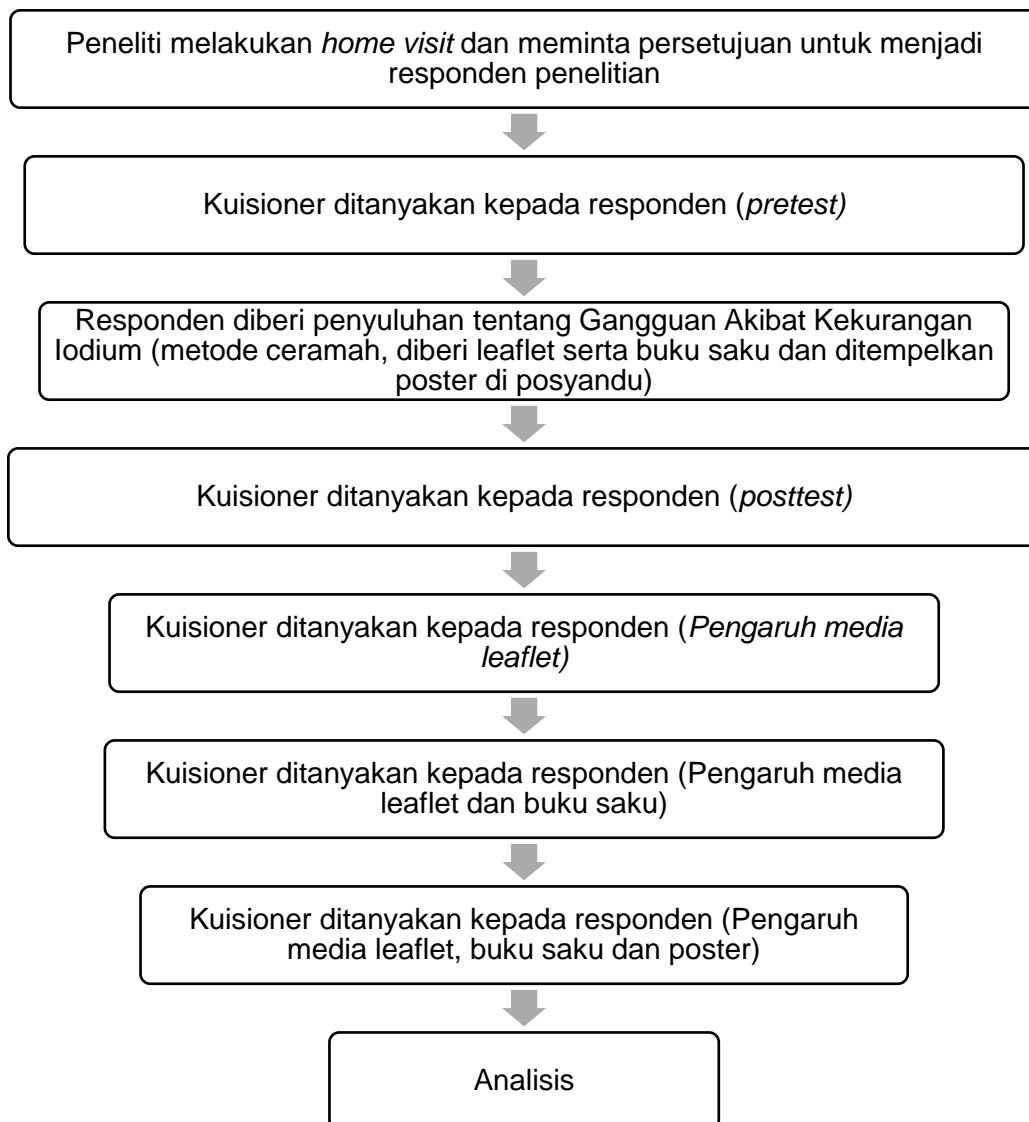 Peneliti melakukan home visit dan meminta persetujuan untuk menjadi
responden penelitian
Kuisioner ditanyakan kepada responden (pretest)
Responden diberi penyuluhan tentang Gangguan Akibat Kekurangan
Iodium (metode ceramah, diberi leaflet serta buku saku dan ditempelkan
poster di posyandu)
Kuisioner ditanyakan kepada responden (posttest)
Kuisioner ditanyakan kepada responden (Pengaruh media
leaflet)
Kuisioner ditanyakan kepada responden (Pengaruh media
leaflet dan buku saku)
Kuisioner ditanyakan kepada responden (Pengaruh
media leaflet, buku saku dan poster)
Analisis